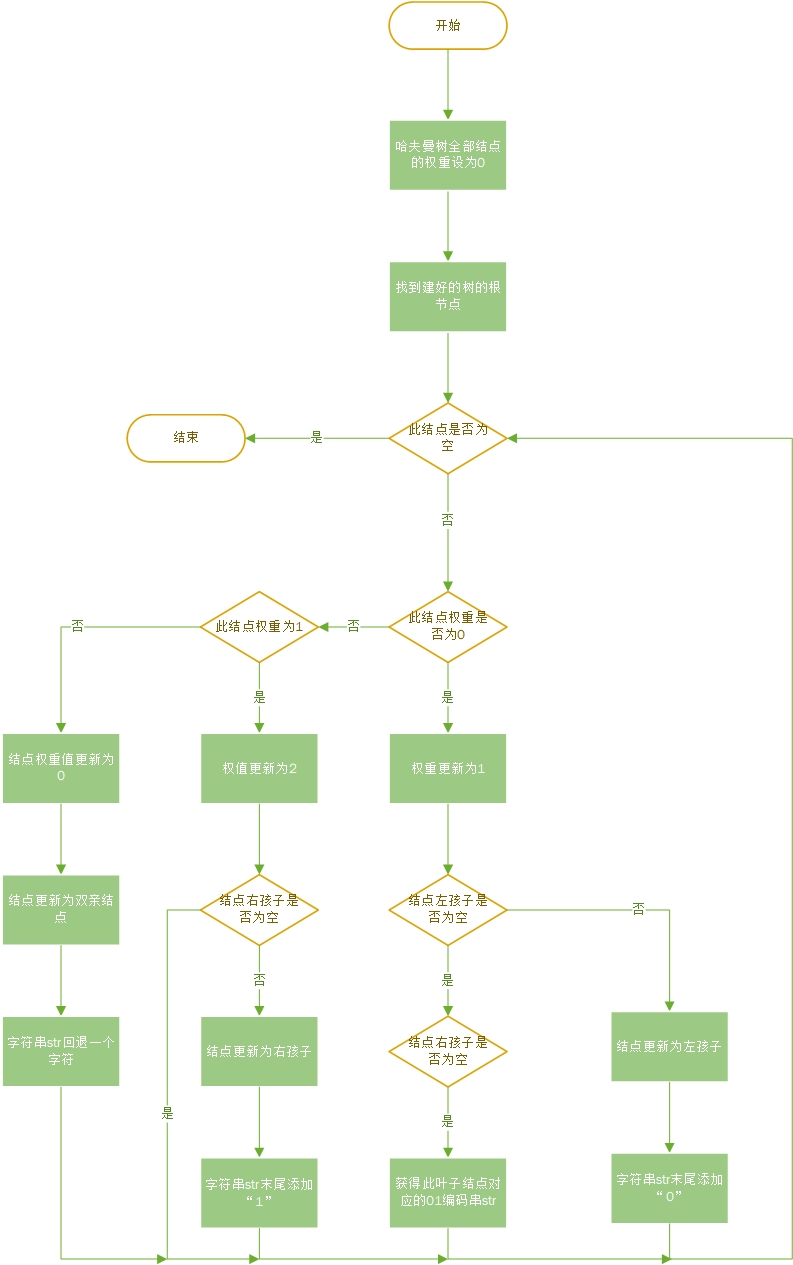 开始
哈夫曼树全部结点
的权重设为0
找到建好的树的根
节点
此结点是否为
空
是
结束
否
此结点权重是
否为0
否
此结点权重为1
否
是
是
结点权重值更新为
0
权值更新为2
权重更新为1
结点更新为双亲结
点
结点右孩子是
否为空
结点左孩子是
否为空
否
否
是
字符串str回退一个
字符
结点更新为右孩子
结点右孩子是
否为空
结点更新为左孩子
是
是
字符串str末尾添加
“1”
获得此叶子结点对
应的01编码串str
字符串str末尾添加
“0”